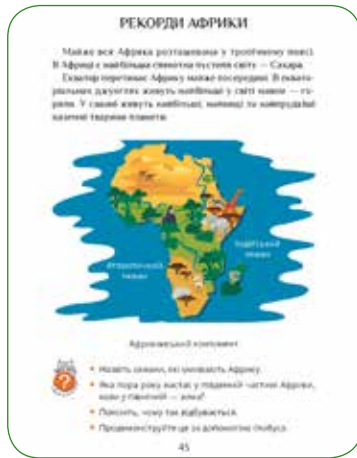 РЕКОРДИ АФРИКИ
Майже вся Африка розташована у тропічному поясі.
В Африці є найбільша спекотна пустеля світу — Сахара.
Екватор перетинає Африку майже посередині. В еквато-
ріальних джунглях живуть найбільші у світі мавпи — го-
рили. У савані живуть найбільші, найвищі та
наземні тварини планети.
Індійський
океан
Атлантичний
океан
Африканський континент
• Назвіть океани, які омивають Африку.
• Яка пора року настає у південній частині Африки,
коли у північній — зима?
• Поясніть, чому так відбувається.
• Продемонструйте це за допомогою глобуса.
45